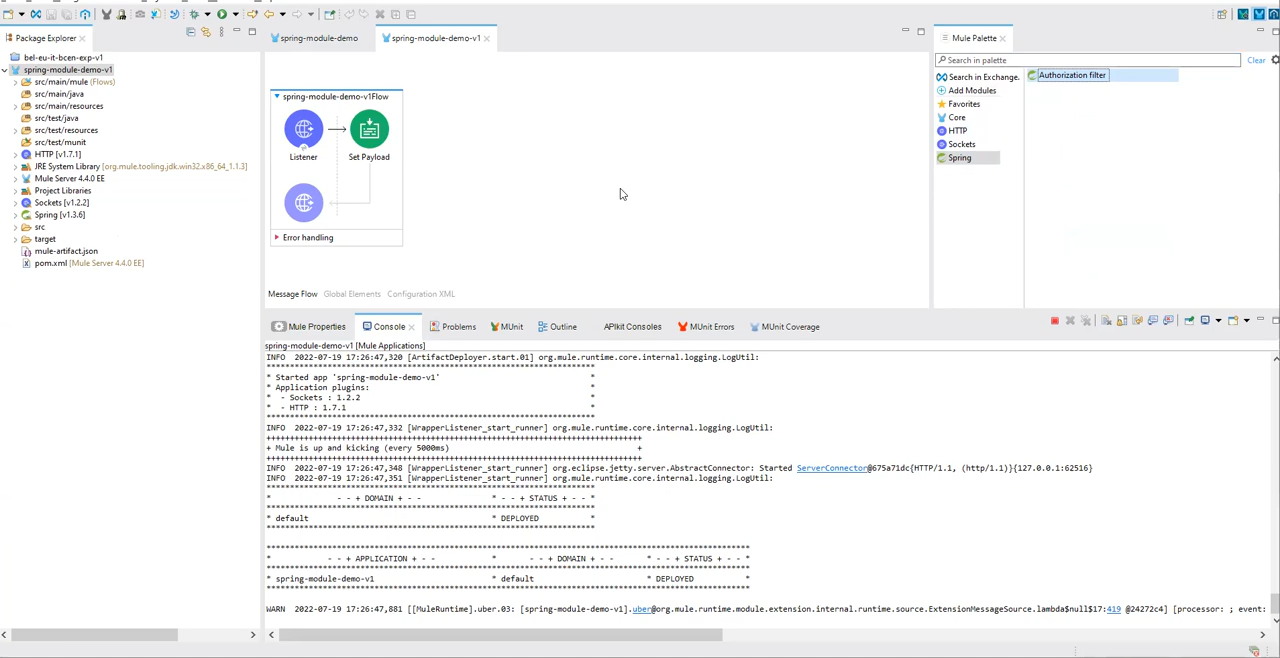 Package Explorer
bel-eu-it-bcen-exp-v1
spring-module-demo-v1
src/main/mule (Flows)
src/main/java
src/main/resources
src/test/java
src/test/resources
src/test/munit
HTTP [v1.7.1]
JRE System Library [org.mule.tooling.jdk.win32.x86_64_1.1.3]
Mule Server 4.4.0 EE
Project Libraries
Sockets [v1.2.2]
Spring [v1.3.6]
src
target
mule-artifact.json
pom.xml [Mule Server 4.4.0 EE]
spring-module-demo
spring-module-demo-v1
spring-module-demo-v1Flow
Listener
Set Payload
Error handling
Message Flow
Global Elements
Configuration XML
Mule Palette
Search in palette
Clear
Search in Exchange.
Add Modules
Favorites
Core
HTTP
Sockets
Spring
Authorization filter
Mule Properties
Console
Problems
MUnit
Outline
APIkit Consoles
MUnit Errors
MUnit Coverage
spring-module-demo-v1 [Mule Applications]
INFO 2022-07-19 17:26:47,320 [ArtifactDeployer.start.01] org.mule.runtime.core.internal.logging.LogUtil:
**********************************************************************
* Started app 'spring-module-demo-v1' *
* Application plugins: *
* - Sockets : 1.2.2 *
* - HTTP : 1.7.1 *
**********************************************************************
INFO 2022-07-19 17:26:47,332 [WrapperListener_start_runner] org.mule.runtime.core.internal.logging.LogUtil:
++++++++++++++++++++++++++++++++++++++++++++++++++++++++++++++++++++++++++++++++
+ Mule is up and kicking (every 5000ms) +
++++++++++++++++++++++++++++++++++++++++++++++++++++++++++++++++++++++++++++++++
INFO 2022-07-19 17:26:47,348 [WrapperListener_start_runner] org.eclipse.jetty.server.AbstractConnector: Started ServerConnector@675a71dc{HTTP/1.1, (http/1.1)}{127.0.0.1:62516}
INFO 2022-07-19 17:26:47,351 [WrapperListener_start_runner] org.mule.runtime.core.internal.logging.LogUtil:
**********************************************************************
* - - + DOMAIN + - - * - - + STATUS + - - *
**********************************************************************
* default * DEPLOYED *
**********************************************************************
*******************************************************************************************************
* - - + APPLICATION + - - * - - + DOMAIN + - - * - - + STATUS + - - *
*******************************************************************************************************
* spring-module-demo-v1 * default * DEPLOYED *
*******************************************************************************************************
WARN 2022-07-19 17:26:47,881 [[MuleRuntime].uber.03: [spring-module-demo-v1].uber@org.mule.runtime.module.extension.internal.runtime.source.ExtensionMessageSource.lambda$null$17:419 @24272c4] [processor: ; event: